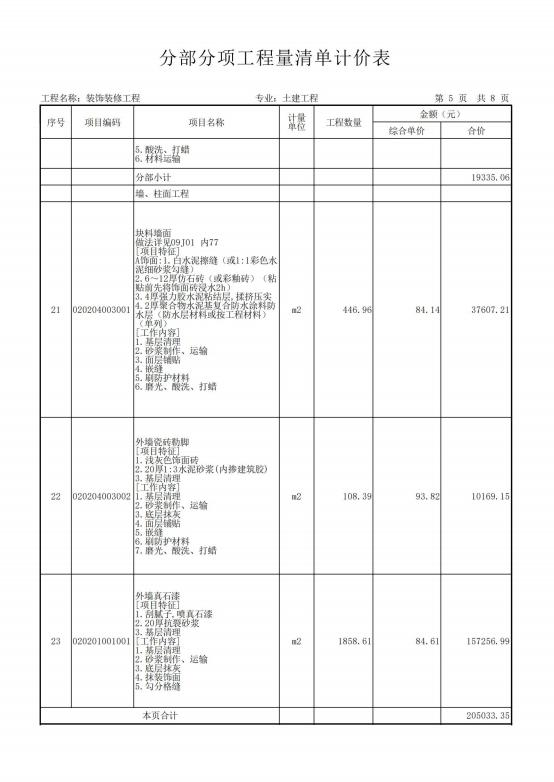 分部分项工程量清单计价表
工程名称：装饰装修工程 专业：土建工程 第 5 页 共 8 页
序号 项目编码 项目名称 计量单位 工程数量 金额（元）
综合单价 合价
5.酸洗、打蜡
6.材料运输
分部小计 19335.06
墙、柱面工程
块料墙面
做法详见09J01 内77
[项目特征]
A饰面:1.白水泥擦缝（或1:1彩色水
泥细砂浆勾缝）
2.6～12厚仿石砖（或彩釉砖）（粘
贴前先将饰面砖浸水2h）
3.4厚强力胶水泥粘结层,揉挤压实
4.2厚聚合物水泥基复合防水涂料防
水层（防水层材料或按工程材料）
（单列）
[工作内容]
1.基层清理
2.砂浆制作、运输
3.面层铺贴
4.嵌缝
5.刷防护材料
6.磨光、酸洗、打蜡
21 020204003001 m2 446.96 84.14 37607.21
外墙瓷砖勒脚
[项目特征]
1.浅灰色饰面砖
2.20厚1:3水泥砂浆(内掺建筑胶)
3.基层清理
[工作内容]
1.基层清理
2.砂浆制作、运输
3.底层抹灰
4.面层铺贴
5.嵌缝
6.刷防护材料
7.磨光、酸洗、打蜡
22 020204003002 m2 108.39 93.82 10169.15
外墙真石漆
[项目特征]
1.刮腻子,喷真石漆
2.20厚抗裂砂浆
3.基层清理
[工作内容]
1.基层清理
2.砂浆制作、运输
3.底层抹灰
4.抹装饰面
5.勾分格缝
23 020201001001 m2 1858.61 84.61 157256.99
本页合计 205033.35